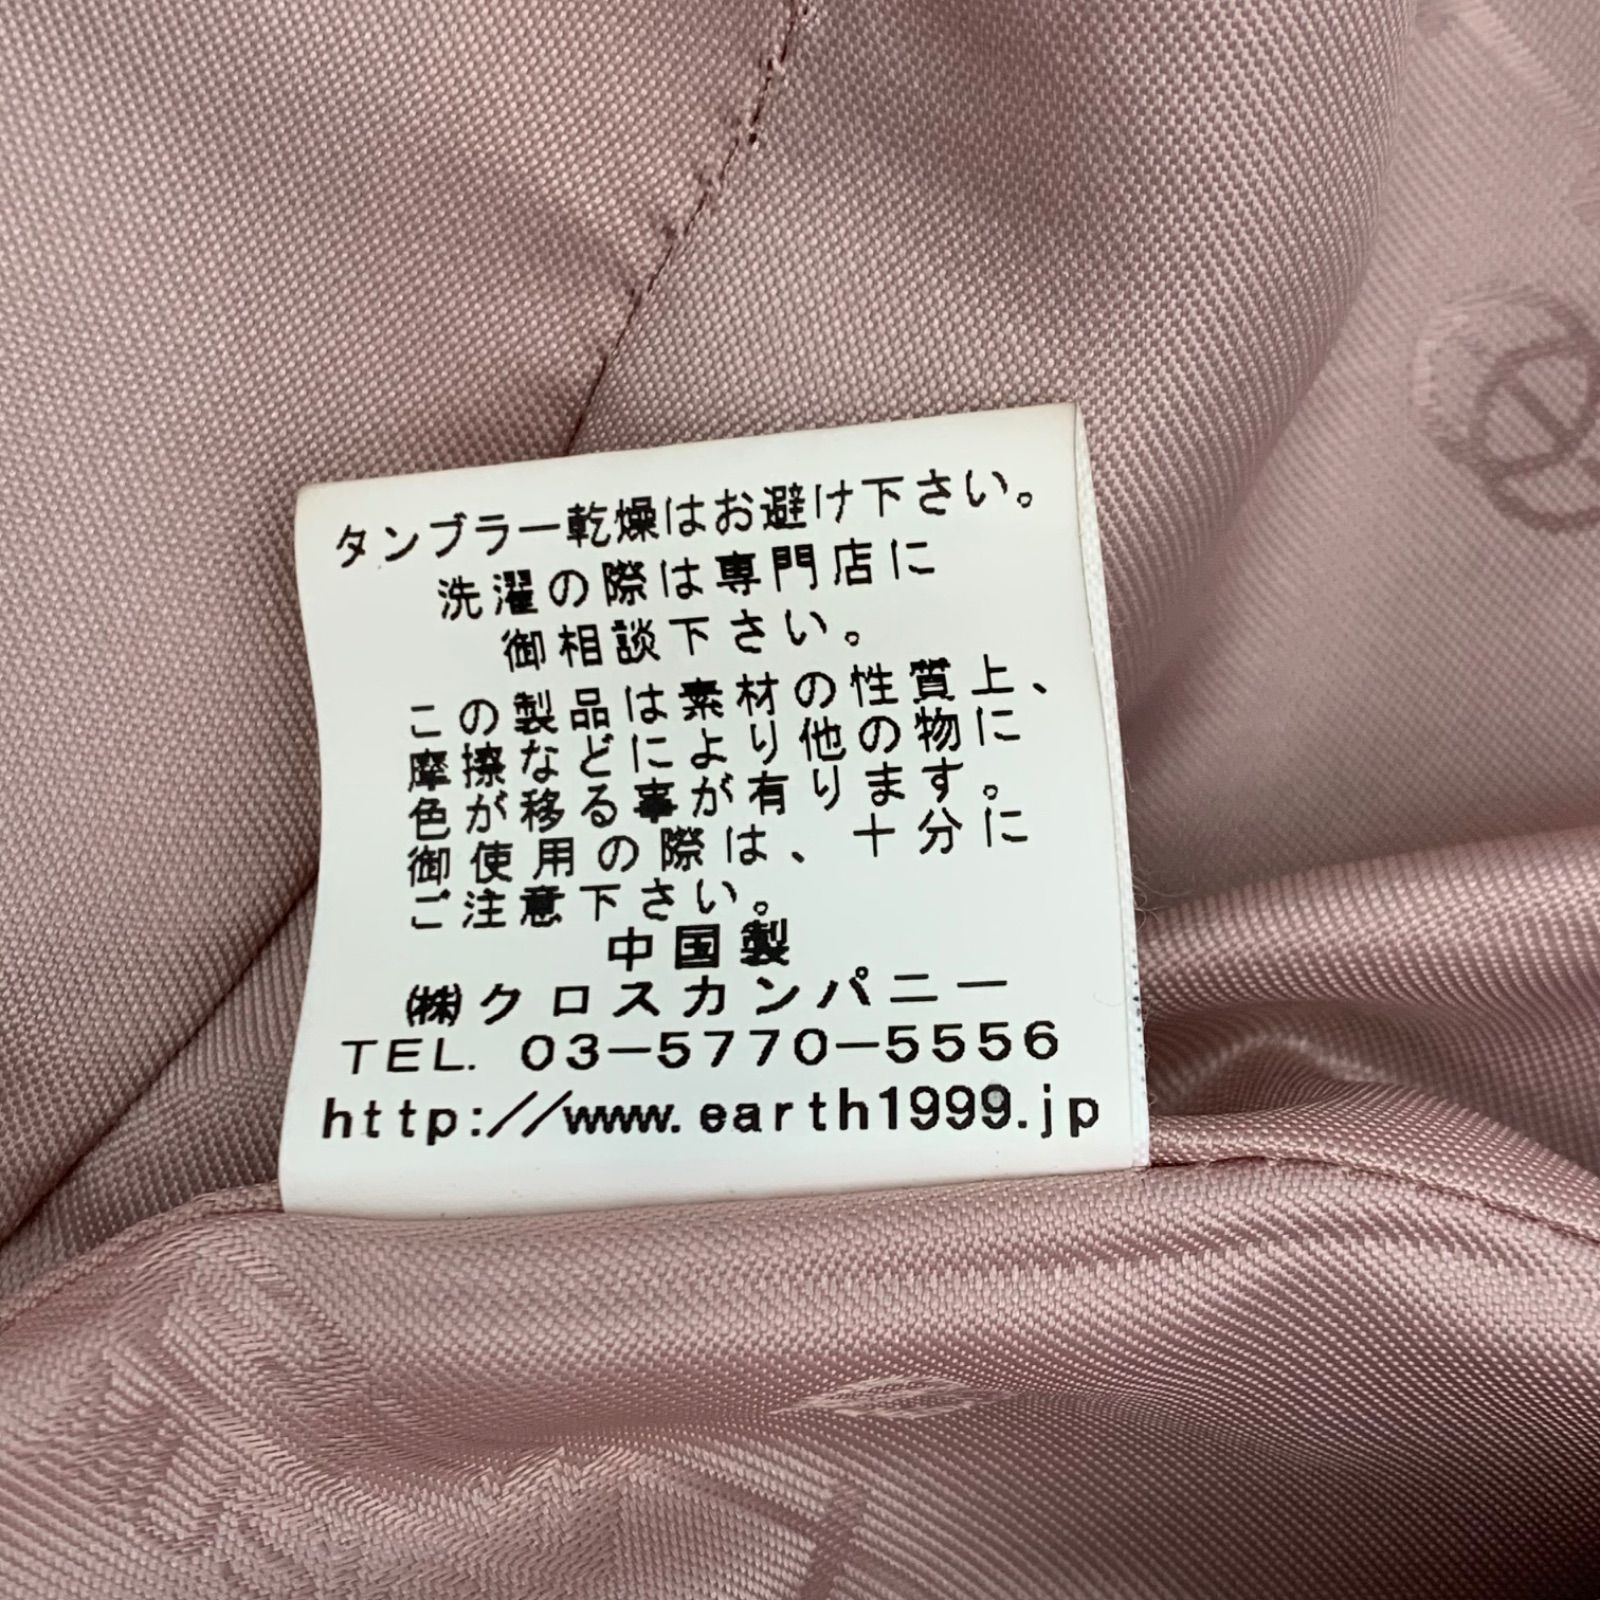 タンブラー乾燥はお避け下さい。
洗濯の際は専門店に
御相談下さい。
この製品は素材の性質上、
摩擦などにより他の物に
色が移る事が有ります。
御使用の際は、十分に
ご注意下さい。
中国製
㈱クロスカンパニー
TEL. 03-5770-5556
http://www.earth1999.jp